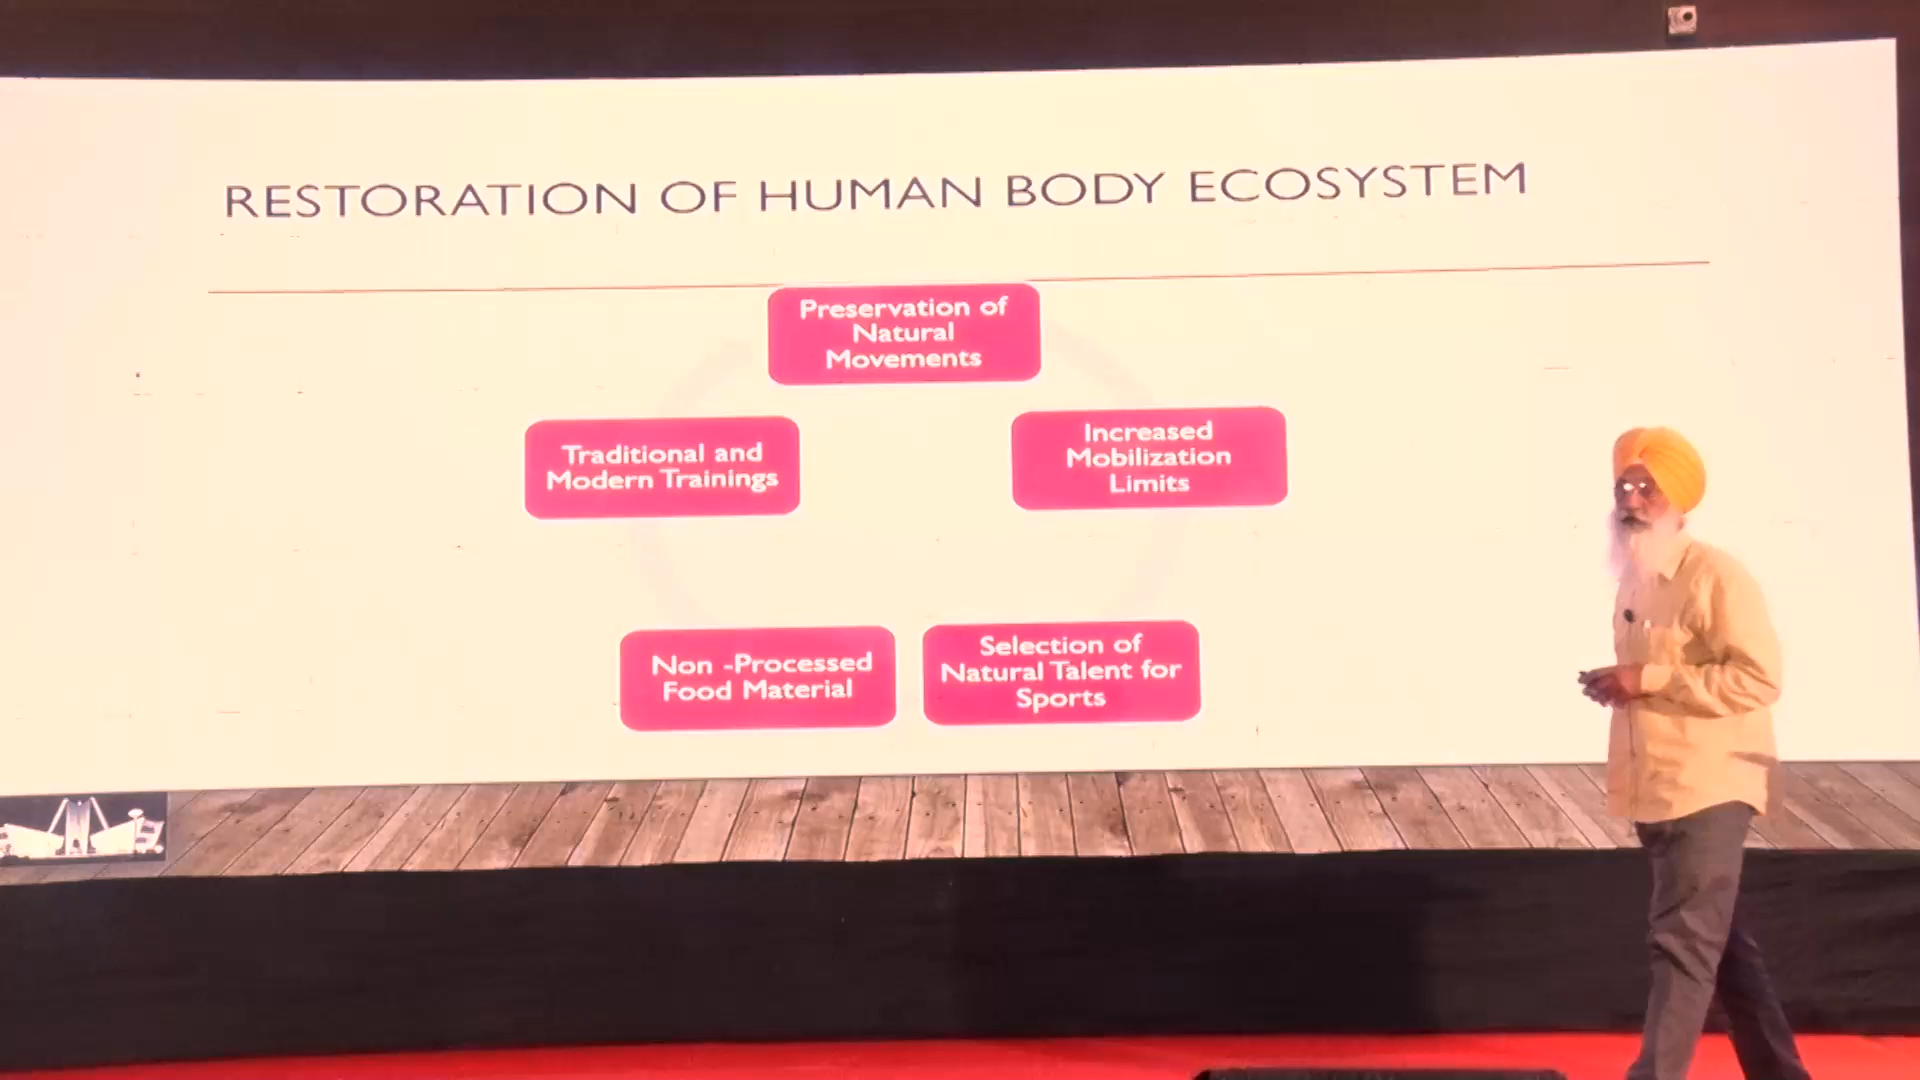 RESTORATION OF HUMAN BODY ECOSYSTEM
Preservation of
Natural
Movements
Traditional and
Modern Trainings
Increased
Mobilization
Limits
Non -Processed
Food Material
Selection of
Natural Talent for
Sports